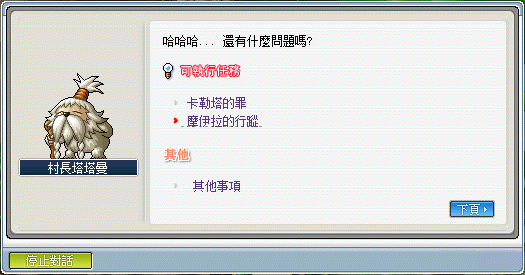 哈哈哈... 還有什麼問題嗎?
可執行任務
卡勒塔的罪
摩伊拉的行蹤
其他
其他事項
村長塔塔曼
下頁
停止對話